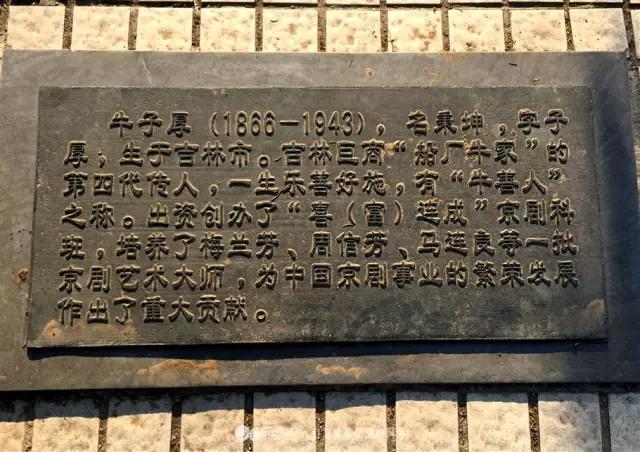 牛子厚(1866—1943),名秉坤,字子
厚,生于吉林市。吉林巨商“船厂牛家”的
第四代传人,一生乐善好施,有“牛善人”
之称。出资创办了“喜(富)连成”京剧科
班,培养了梅兰芳、周信芳、马连良等一批
京剧艺术大师,为中国京剧事业的繁荣发展
作出了重大贡献。